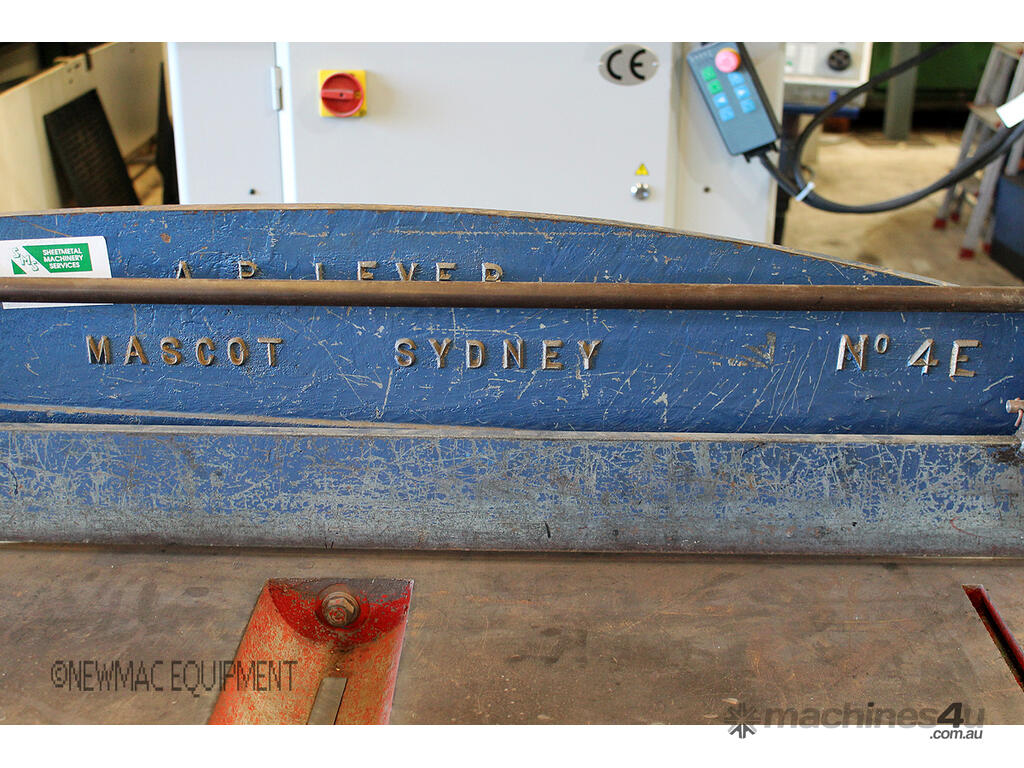 CE
SMS
SHEETMETAL
MACHINERY
SERVICES
A.P. LEVER
MASCOT SYDNEY Nº 4E
©NEWMAC EQUIPMENT
machines4u
.com.au